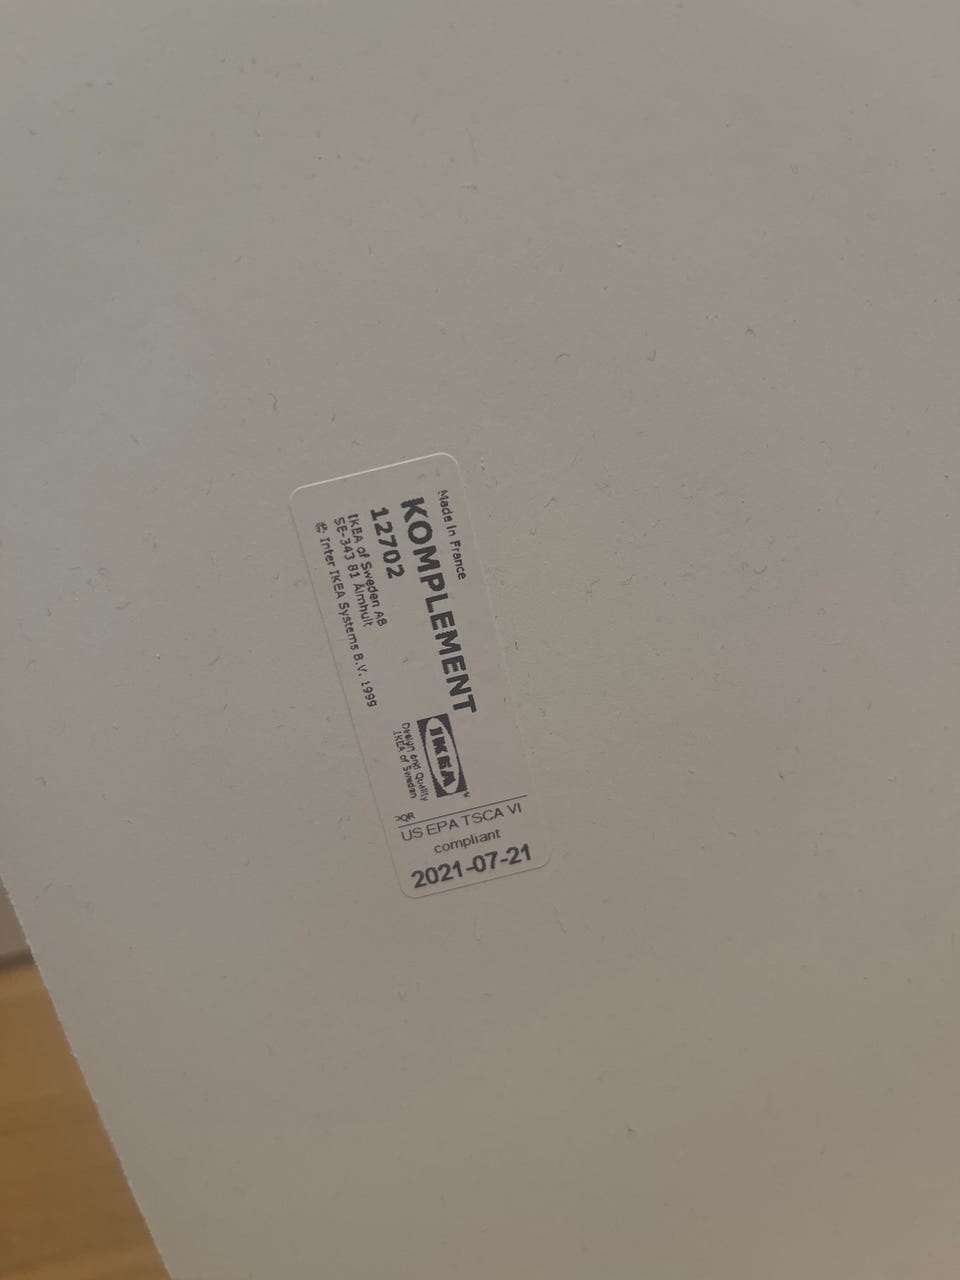 Made in France
KOMPLEMENT
12702
IKEA of Sweden AB
SE-343 81 Älmhult
© Inter IKEA Systems B.V. 1999
IKEA
Design and Quality
IKEA of Sweden
US EPA TSCA VI
compliant
2021-07-21